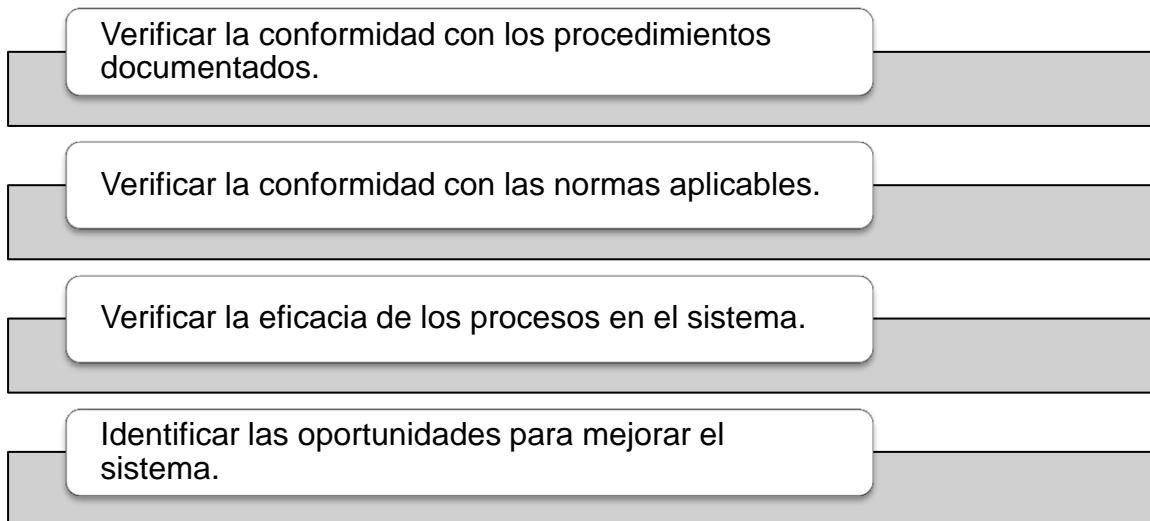 Verificar la conformidad con los procedimientos
documentados.
Verificar la conformidad con las normas aplicables.
Verificar la eficacia de los procesos en el sistema.
Identificar las oportunidades para mejorar el
sistema.